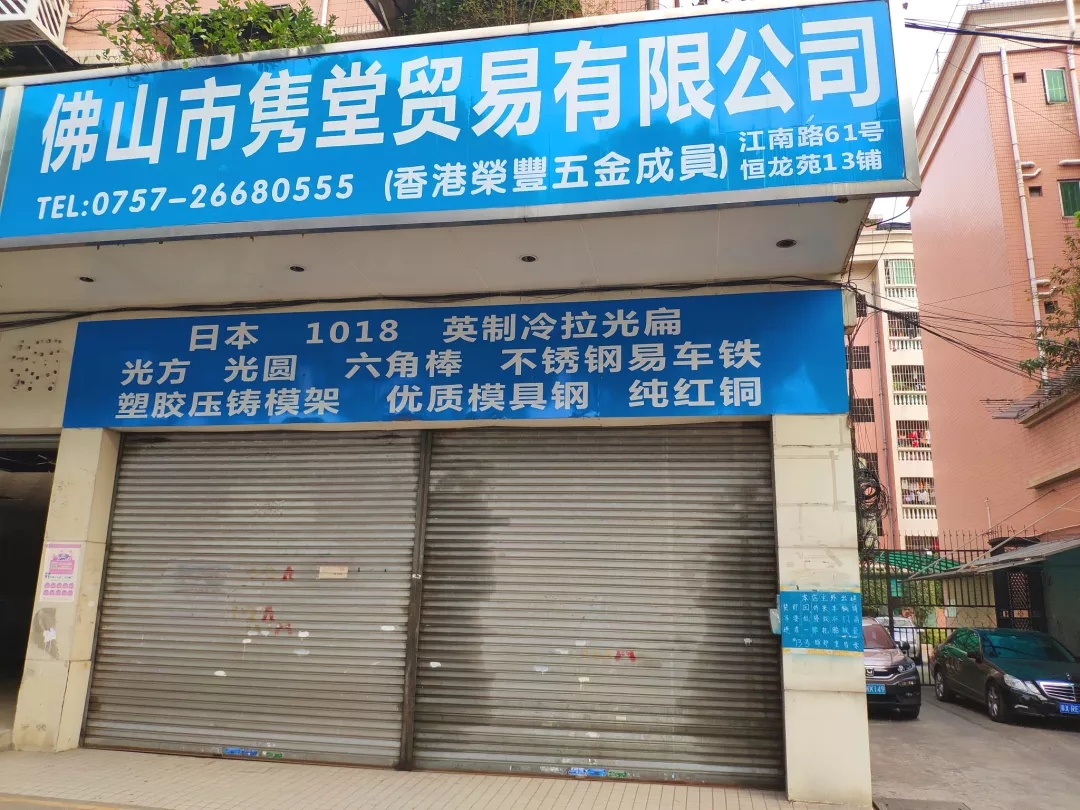 佛山市隽堂贸易有限公司
TEL:0757-26680555 (香港榮豐五金成員)
江南路61号
恒龙苑13铺
日本 1018 英制冷拉光扁
光方 光圆 六角棒 不锈钢易车铁
塑胶压铸模架 优质模具钢 纯红铜